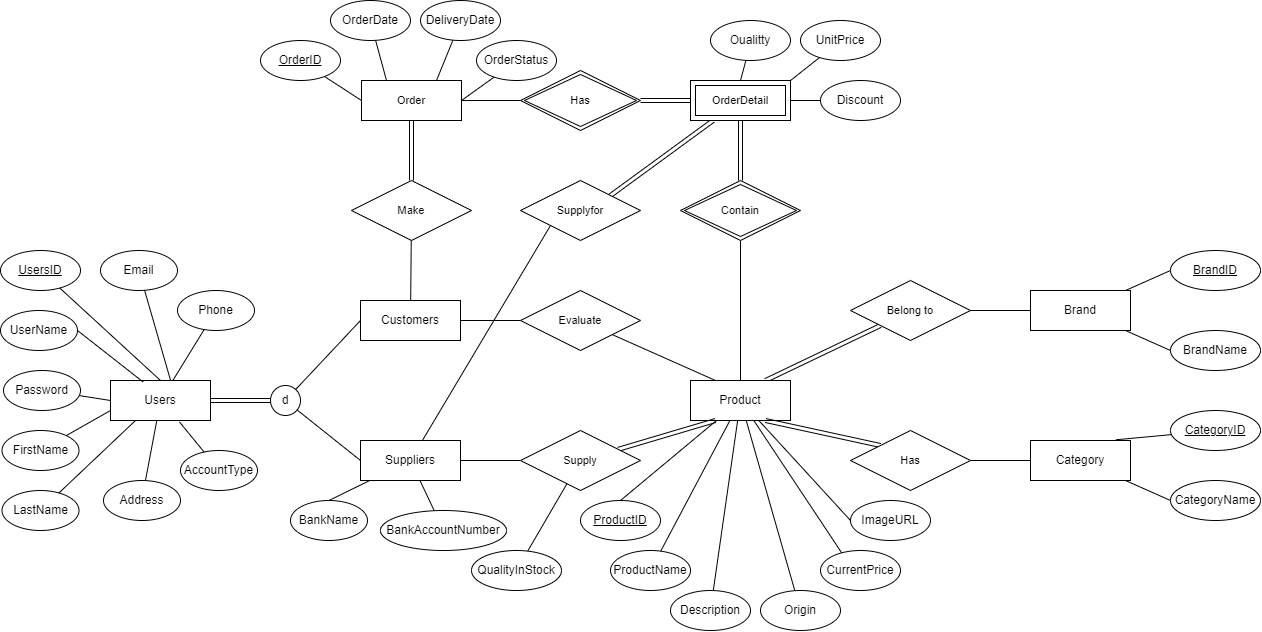 OrderDate
DeliveryDate
OrderID
OrderStatus
Oualitty
UnitPrice
Order
Has
OrderDetail
Discount
Make
Supplyfor
Contain
UsersID
Email
Phone
UserName
Customers
Evaluate
Belong to
Brand
BrandID
BrandName
Password
Users
d
Product
FirstName
AccountType
LastName
Address
Suppliers
Supply
Has
Category
CategoryID
CategoryName
BankName
BankAccountNumber
QualityInStock
ProductID
ProductName
Description
Origin
CurrentPrice
ImageURL